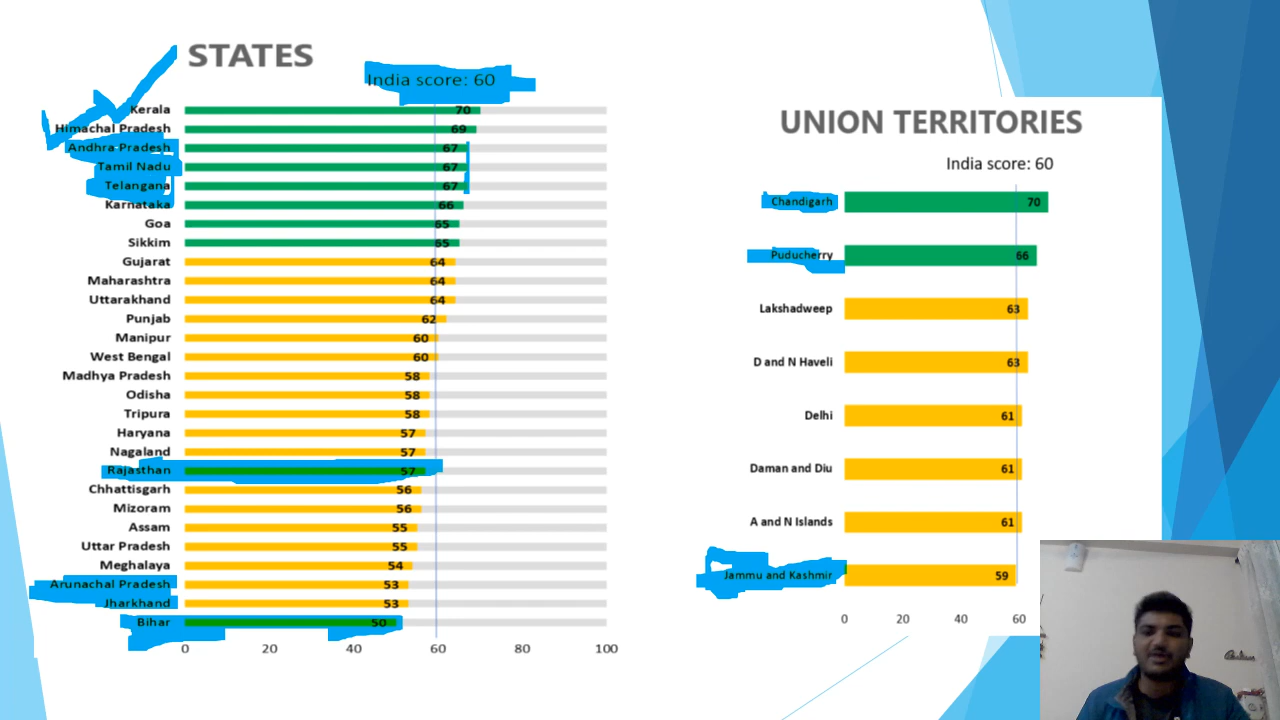 STATES
India score: 60
Kerala 70
Himachal Pradesh 69
Andhra Pradesh 67
Tamil Nadu 67
Telangana 67
Karnataka 66
Goa 65
Sikkim 65
Gujarat 64
Maharashtra 64
Uttarakhand 64
Punjab 62
Manipur 60
West Bengal 60
Madhya Pradesh 58
Odisha 58
Tripura 58
Haryana 57
Nagaland 57
Rajasthan 57
Chhattisgarh 56
Mizoram 56
Assam 55
Uttar Pradesh 55
Meghalaya 54
Arunachal Pradesh 53
Jharkhand 53
Bihar 50
0 20 40 60 80 100
UNION TERRITORIES
India score: 60
Chandigarh 70
Puducherry 66
Lakshadweep 63
D and N Haveli 63
Delhi 61
Daman and Diu 61
A and N Islands 61
Jammu and Kashmir 59
0 20 40 60